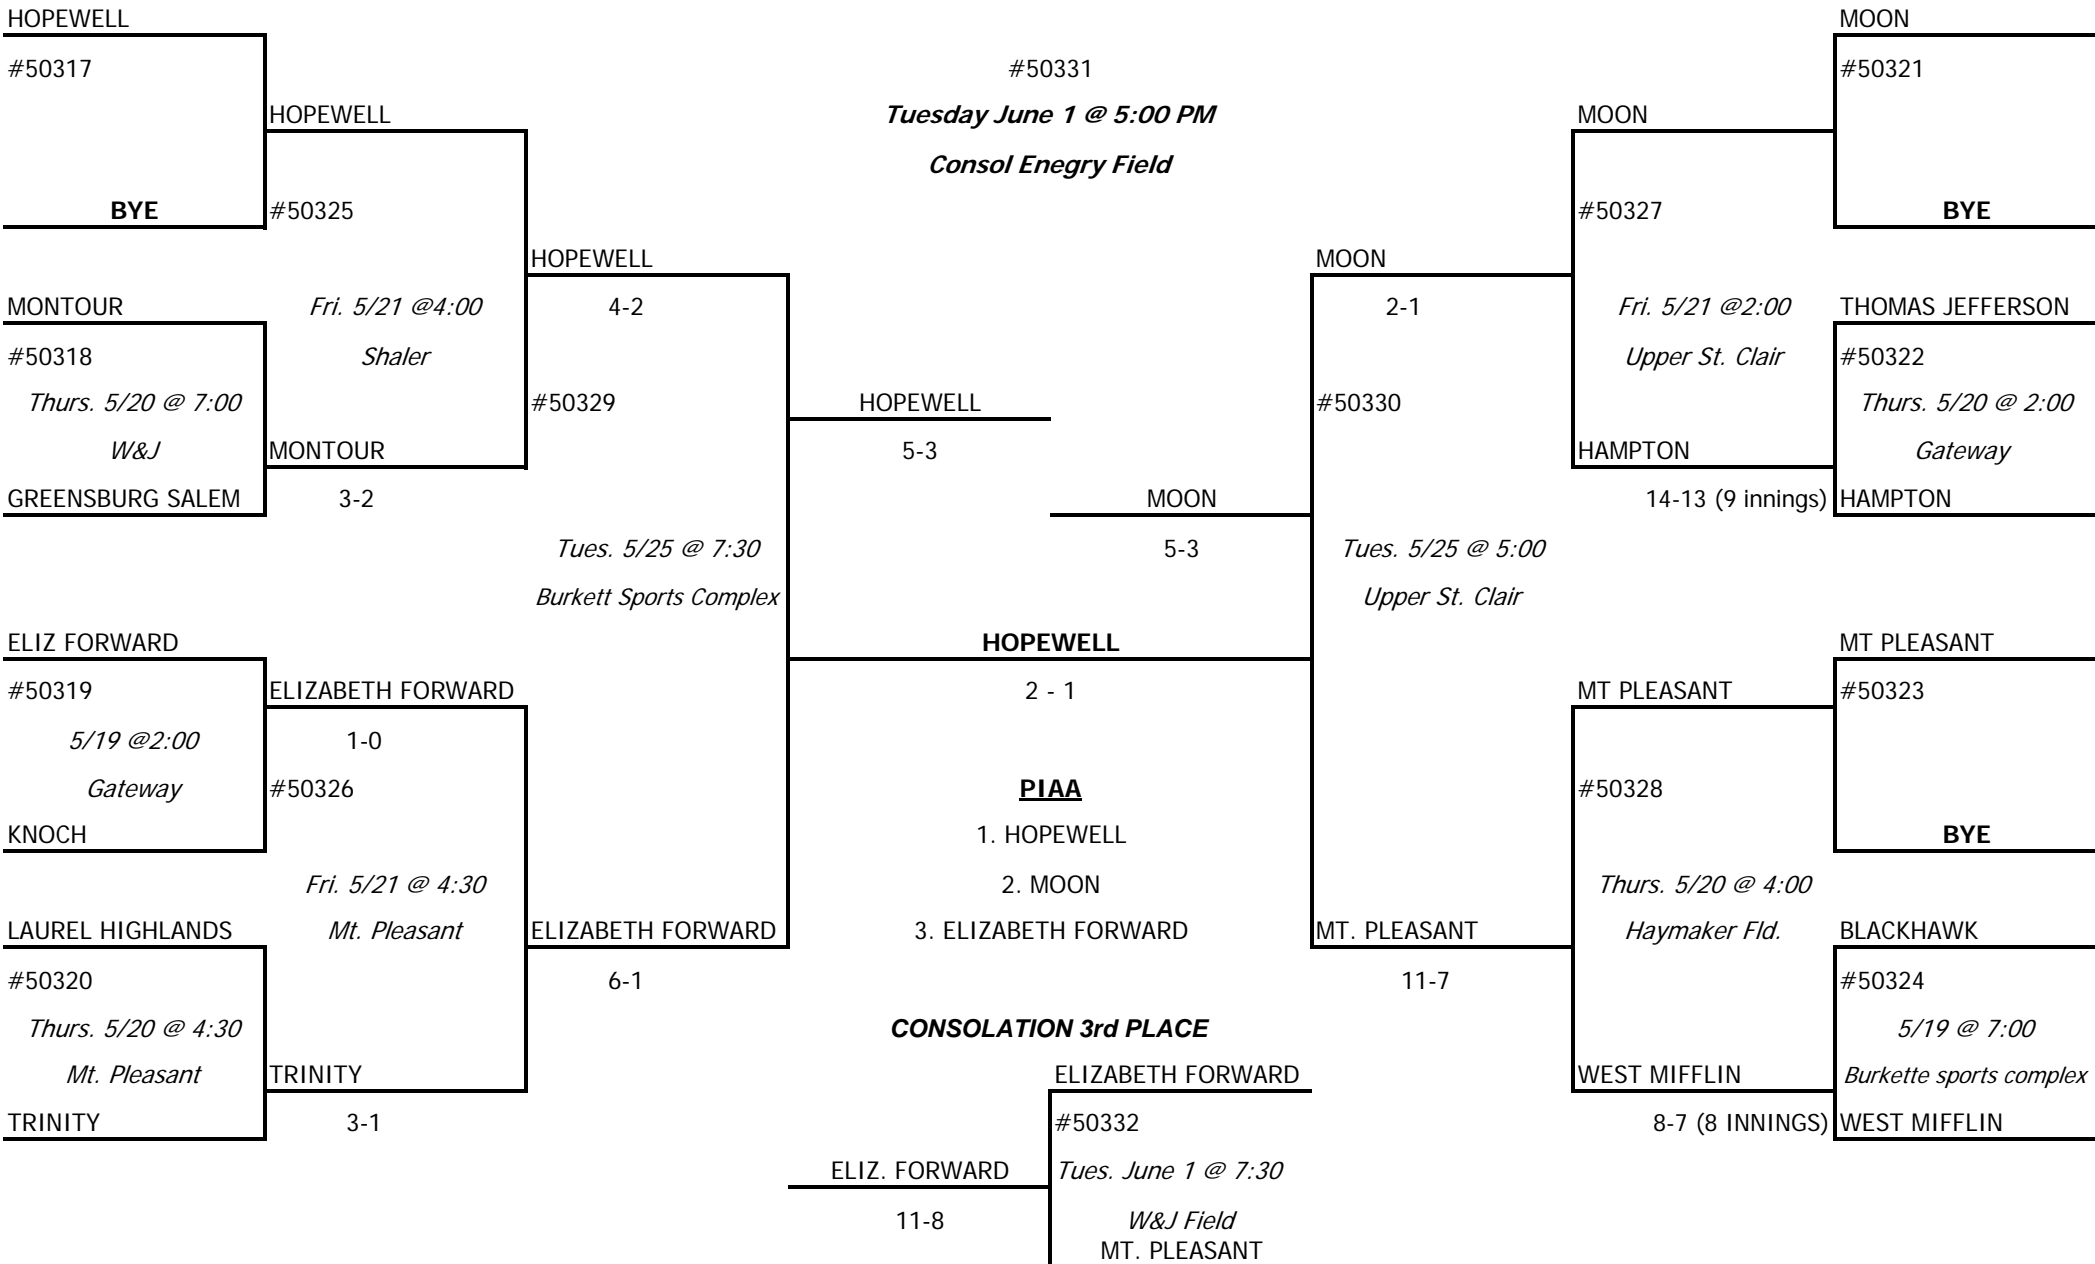 HOPEWELL
#50317
BYE
HOPEWELL
#50325
Fri. 5/21 @4:00
Shaler
MONTOUR
#50318
Thurs. 5/20 @ 7:00
W&J
GREENSBURG SALEM
MONTOUR
3-2
HOPEWELL
4-2
#50329
Tues. 5/25 @ 7:30
Burkett Sports Complex
ELIZ FORWARD
#50319
5/19 @2:00
Gateway
KNOCH
ELIZABETH FORWARD
1-0
#50326
Fri. 5/21 @ 4:30
Mt. Pleasant
LAUREL HIGHLANDS
#50320
Thurs. 5/20 @ 4:30
Mt. Pleasant
TRINITY
TRINITY
3-1
ELIZABETH FORWARD
6-1
#50331
Tuesday June 1 @ 5:00 PM
Consol Enegry Field
HOPEWELL
5-3
MOON
5-3
HOPEWELL
2 - 1
PIAA
1. HOPEWELL
2. MOON
3. ELIZABETH FORWARD
CONSOLATION 3rd PLACE
ELIZABETH FORWARD
#50332
Tues. June 1 @ 7:30
W&J Field
MT. PLEASANT
ELIZ. FORWARD
11-8
MOON
2-1
#50330
Tues. 5/25 @ 5:00
Upper St. Clair
MT. PLEASANT
11-7
MOON
#50327
Fri. 5/21 @2:00
Upper St. Clair
HAMPTON
14-13 (9 innings)
MOON
#50321
BYE
THOMAS JEFFERSON
#50322
Thurs. 5/20 @ 2:00
Gateway
HAMPTON
MT PLEASANT
#50328
Thurs. 5/20 @ 4:00
Haymaker Fld.
WEST MIFFLIN
8-7 (8 INNINGS)
MT PLEASANT
#50323
BYE
BLACKHAWK
#50324
5/19 @ 7:00
Burkette sports complex
WEST MIFFLIN